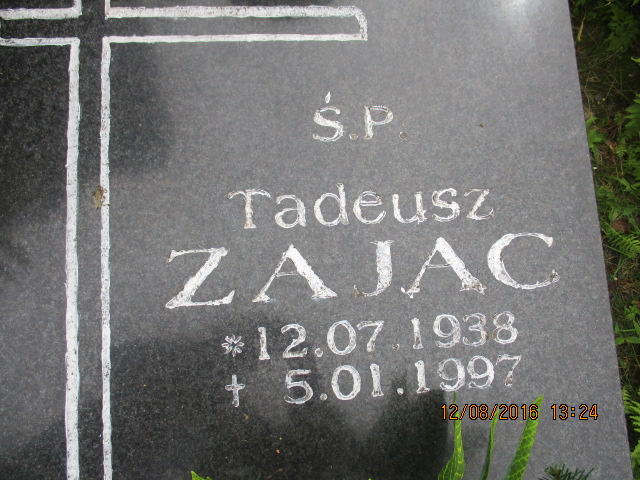 Ś.P.
Tadeusz
ZAJAC
* 12.07.1938
† 5.01.1997
12/08/2016 13:24